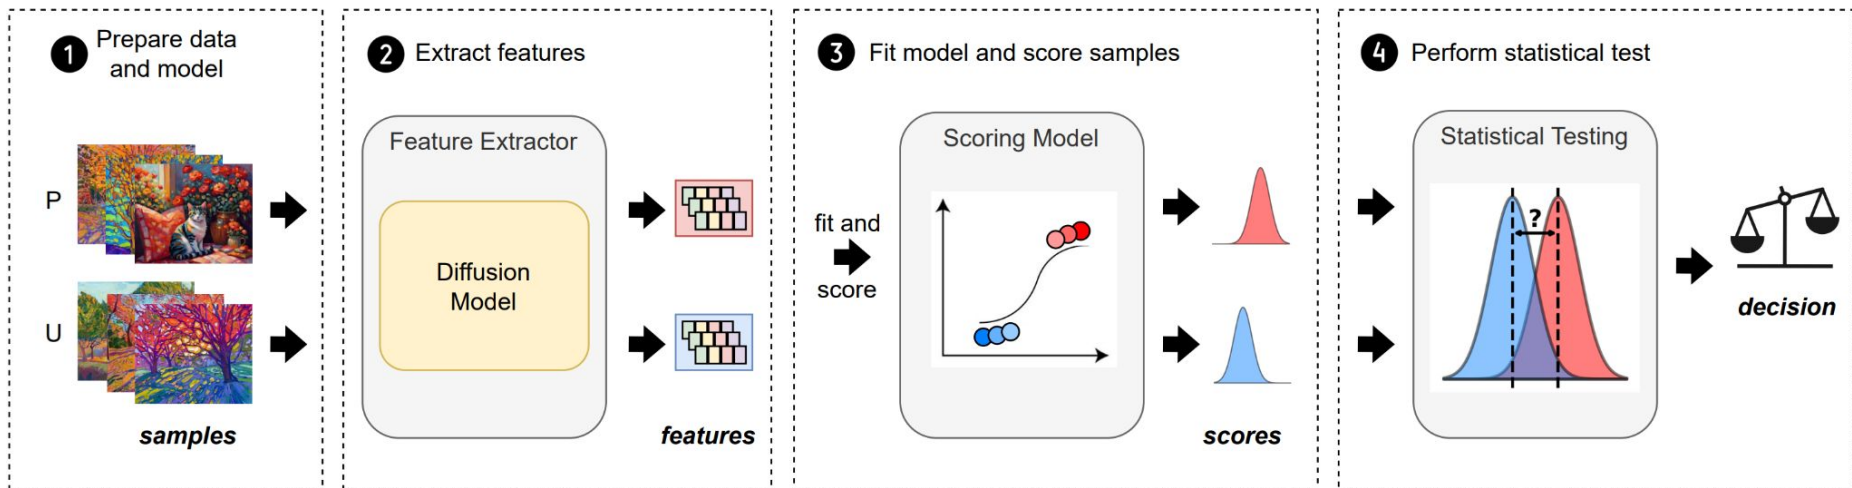 1 Prepare data
and model
P
U
samples
2 Extract features
Feature Extractor
Diffusion
Model
features
3 Fit model and score samples
fit and
score
Scoring Model
scores
4 Perform statistical test
Statistical Testing
?
decision